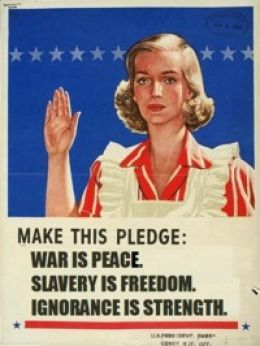 MAKE THIS PLEDGE:
WAR IS PEACE.
SLAVERY IS FREEDOM.
IGNORANCE IS STRENGTH.